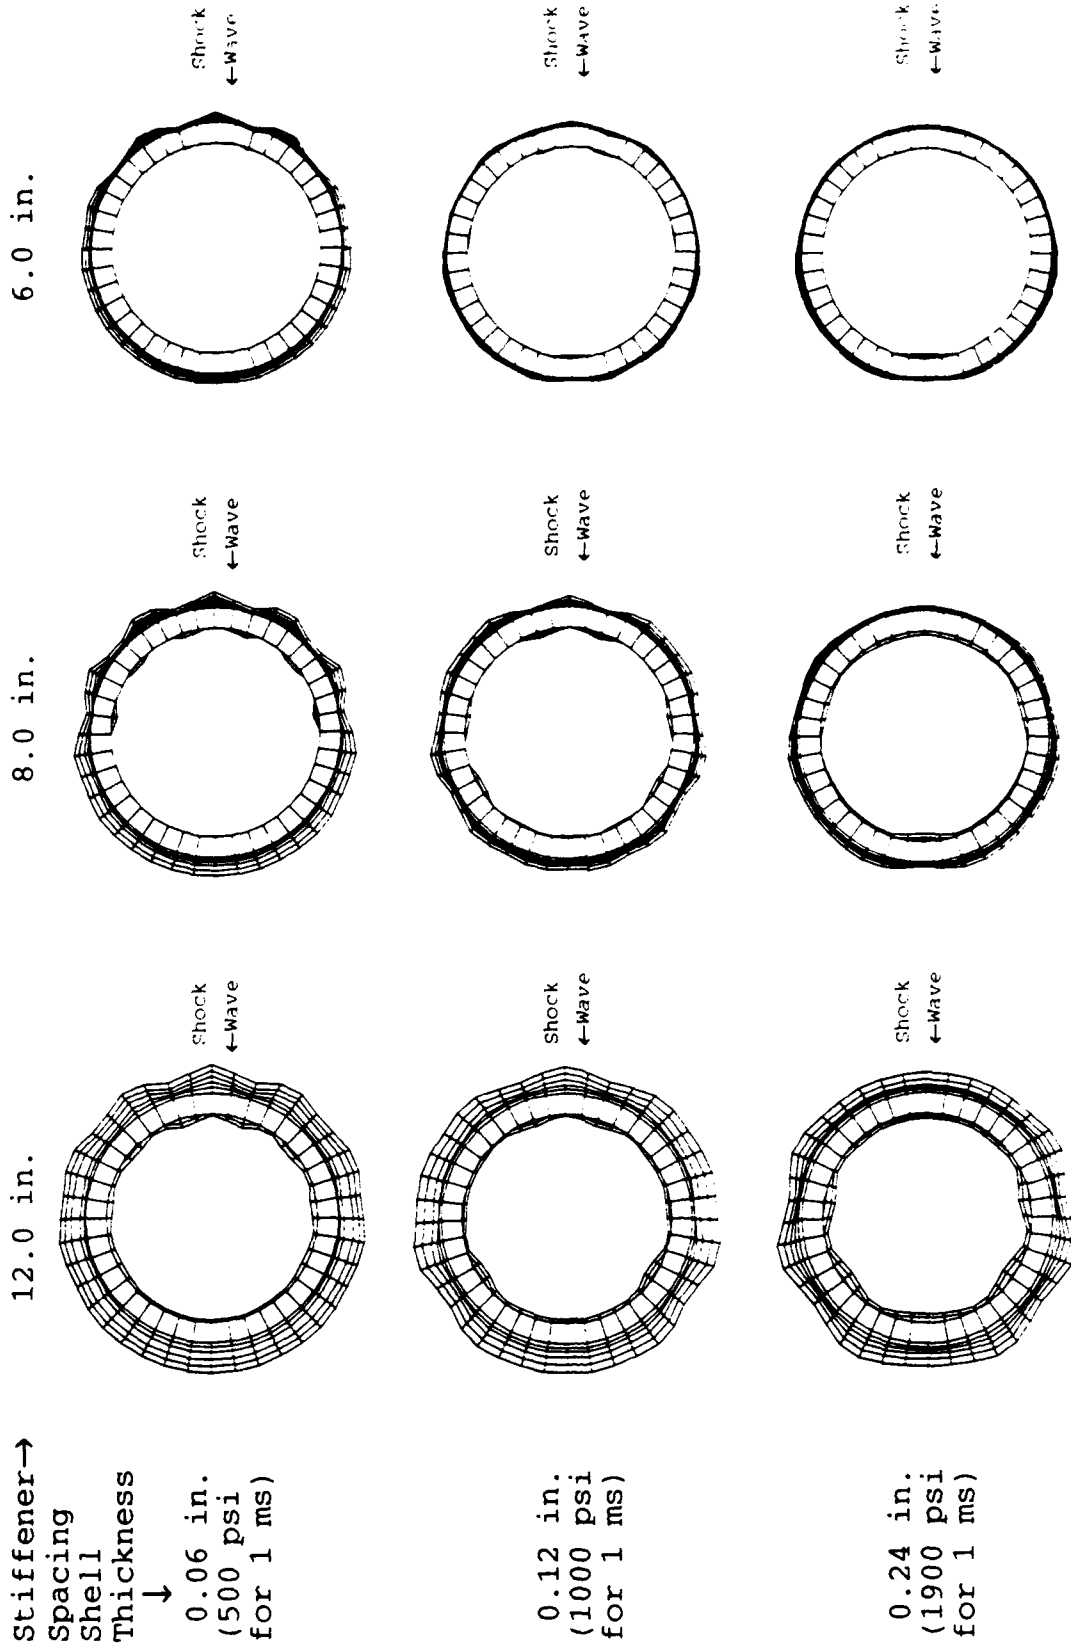 Stiffener→ 12.0 in. 8.0 in. 6.0 in.
Spacing
Shell
Thickness
↓
0.06 in.
(500 psi
for 1 ms)
Shock
←Wave
Shock
←Wave
Shock
←Wave
0.12 in.
(1000 psi
for 1 ms)
Shock
←Wave
Shock
←Wave
Shock
←Wave
0.24 in.
(1900 psi
for 1 ms)
Shock
←Wave
Shock
←Wave
Shock
←Wave